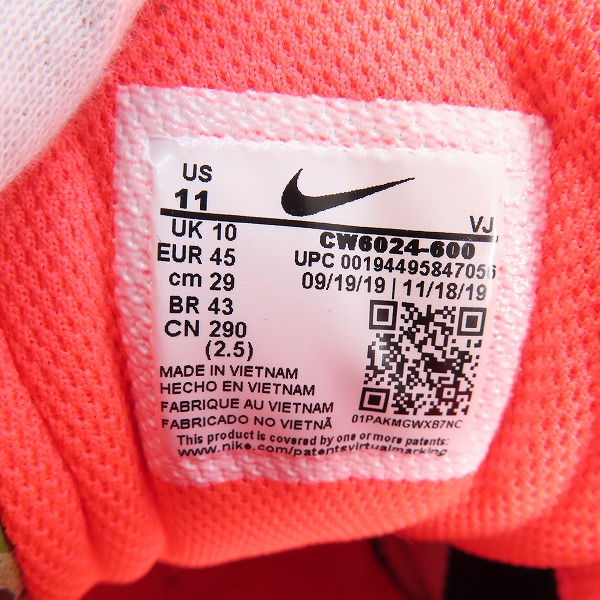 US
11
VJ
UK 10
CW6024-600
EUR 45
UPC 00194495847056
cm 29
09/19/19 | 11/18/19
BR 43
CN 290
(2.5)
MADE IN VIETNAM
HECHO EN VIETNAM
FABRIQUE AU VIETNAM
FABRICADO NO VIETNÃ
01PAKMGWXB7NC
This product is covered by one or more patents:
www.nike.com/patentsvirtualmarking